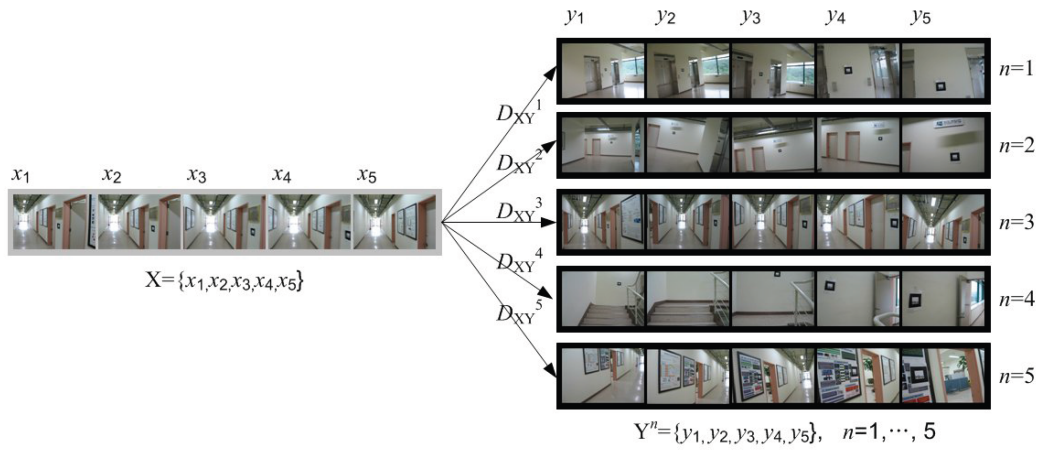 y1 y2 y3 y4 y5
n=1
DXY1
n=2
DXY2
x1 x2 x3 x4 x5
DXY3
n=3
DXY4
X={x1,x2,x3,x4,x5}
n=4
DXY5
n=5
Yn={y1,y2,y3,y4,y5}, n=1,⋯, 5